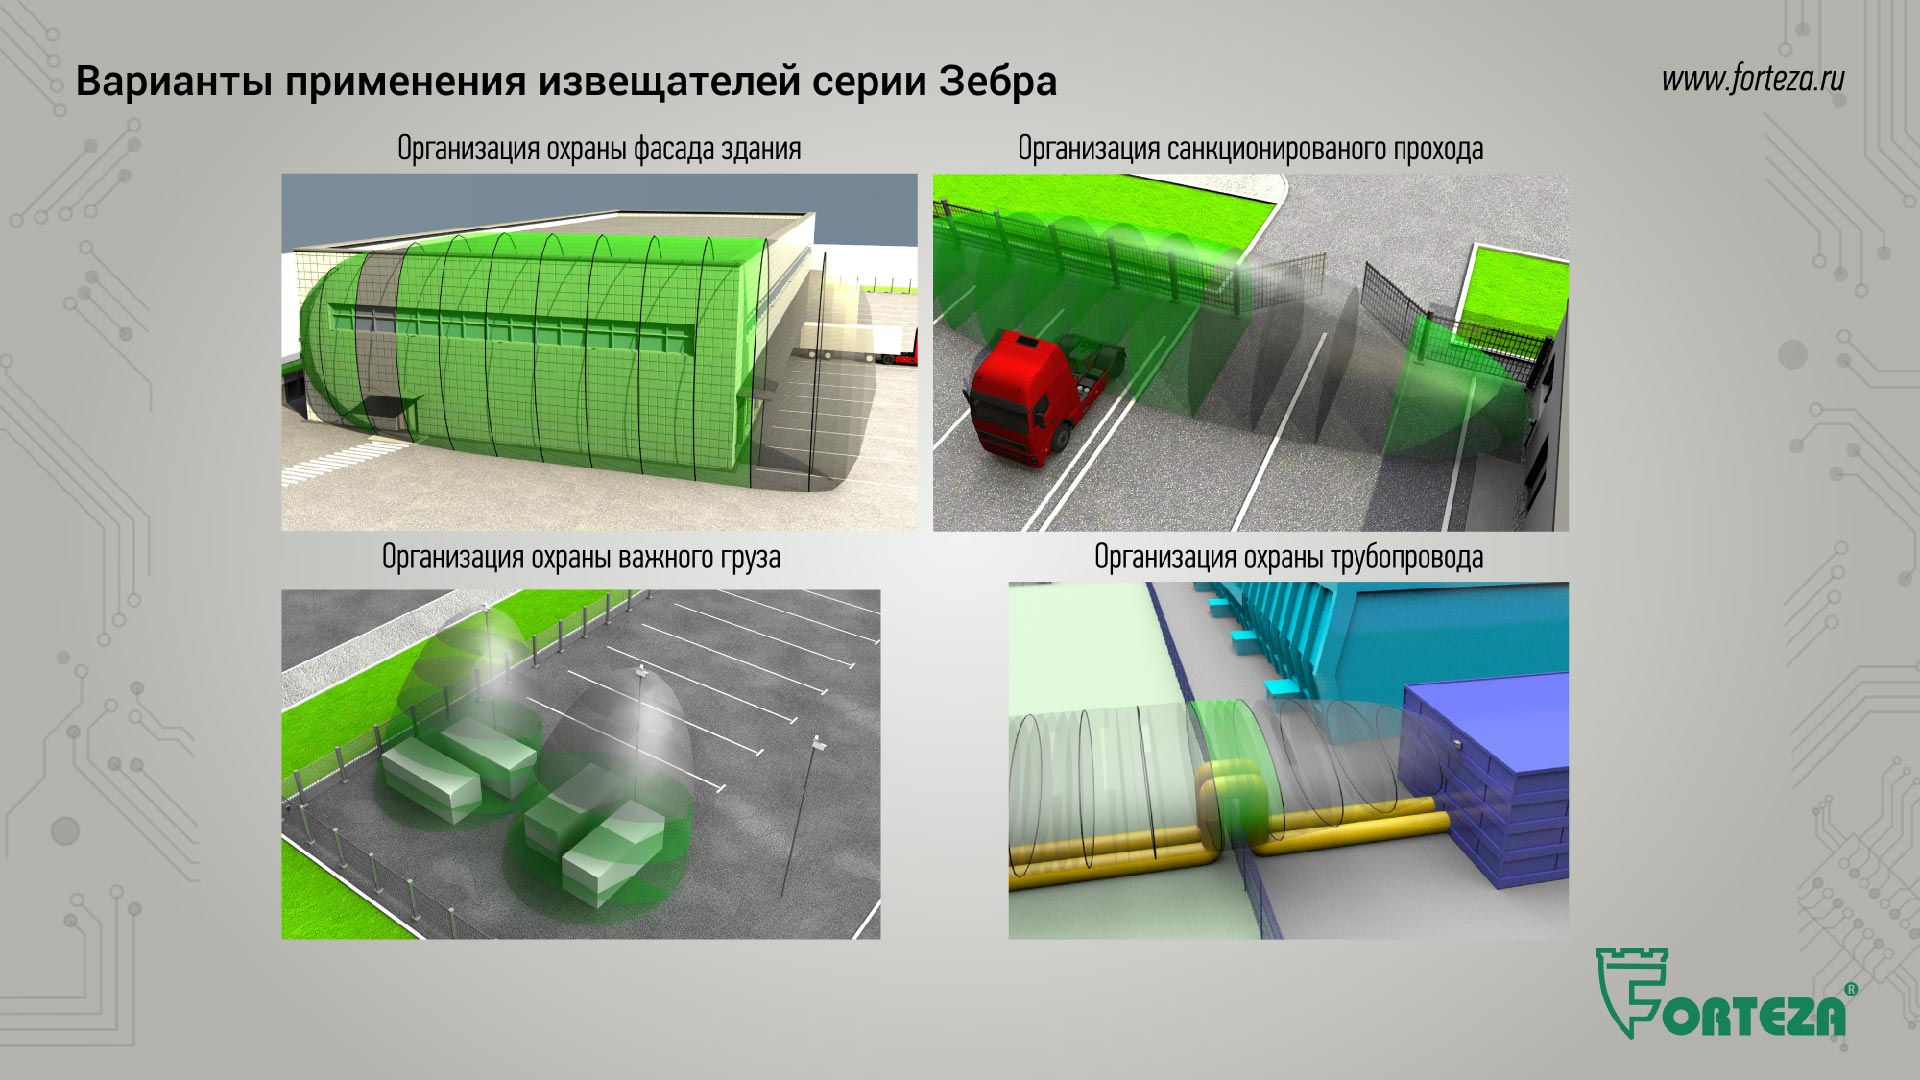 Варианты применения извещателей серии Зебра
www.forteza.ru
Организация охраны фасада здания
Организация санкционированого прохода
Организация охраны важного груза
Организация охраны трубопровода
FORTEZA®